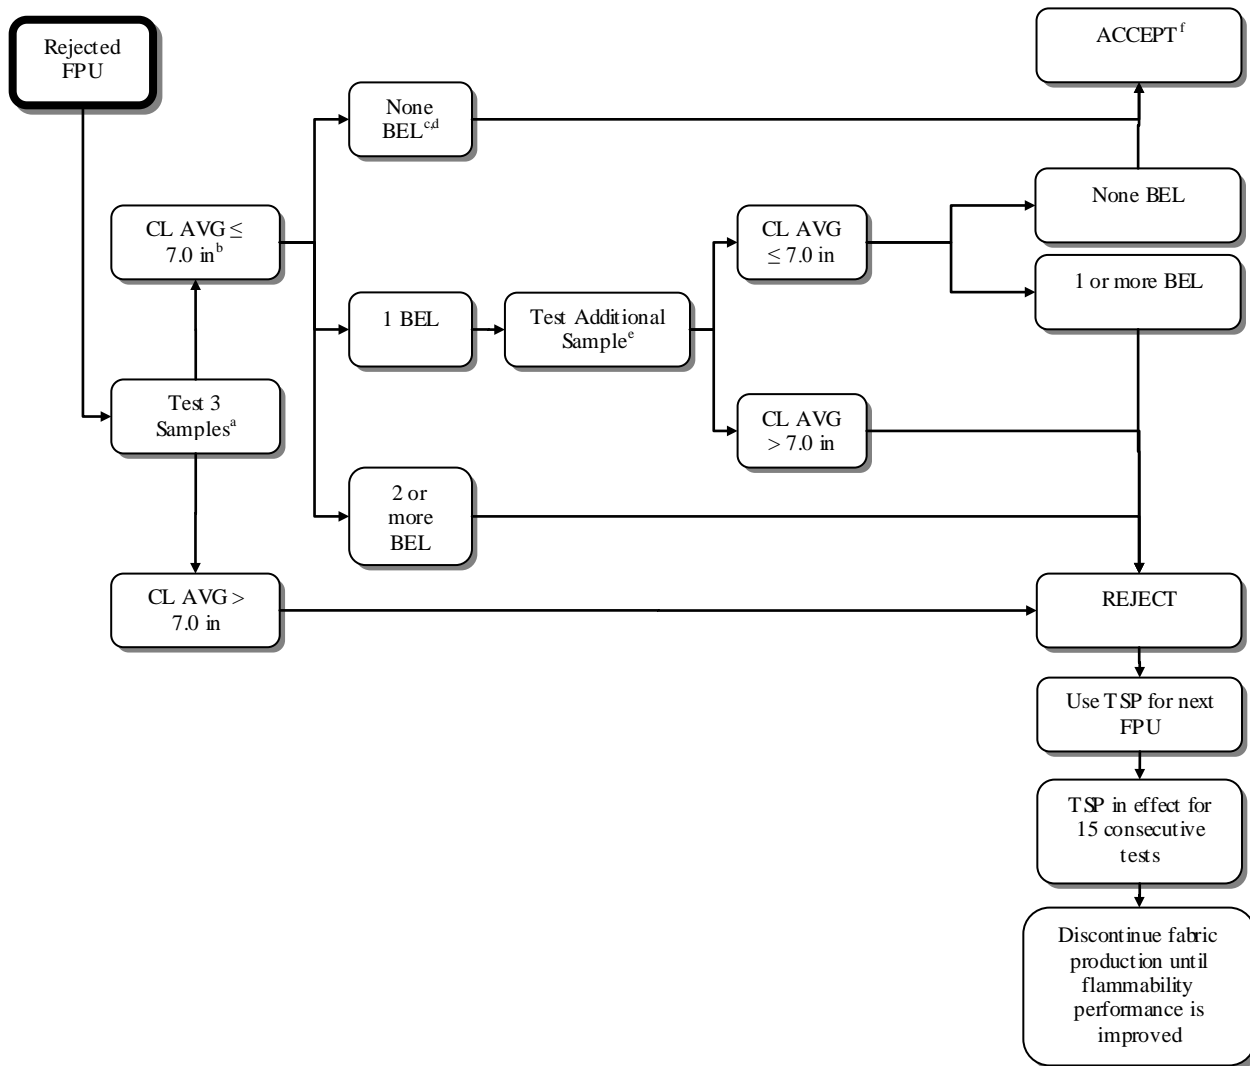 Rejected
FPU
ACCEPT^f
None
BEL^c,d
None BEL
CL AVG ≤
7.0 in^b
CL AVG
≤ 7.0 in
1 or more BEL
1 BEL
Test Additional
Sample^e
Test 3
Samples^a
CL AVG
> 7.0 in
2 or
more
BEL
CL AVG >
7.0 in
REJECT
Use TSP for next
FPU
TSP in effect for
15 consecutive
tests
Discontinue fabric
production until
flammability
performance is
improved